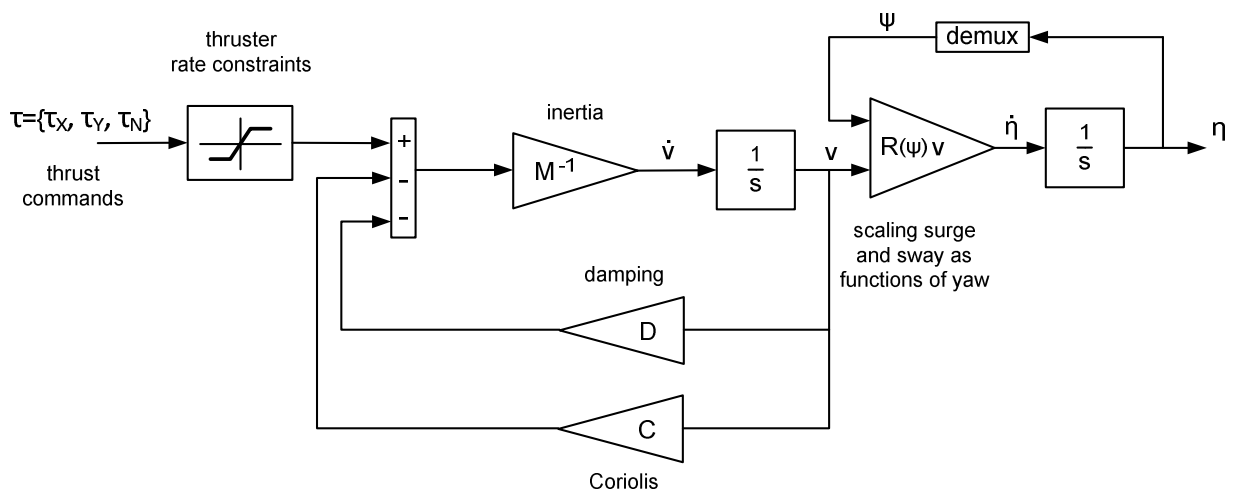 thruster
rate constraints
τ={τX, τY, τN}
thrust
commands
+
-
-
inertia
M-1
v̇
1
s
v
ψ
demux
R(ψ) v
η̇
1
s
η
scaling surge
and sway as
functions of yaw
damping
D
C
Coriolis